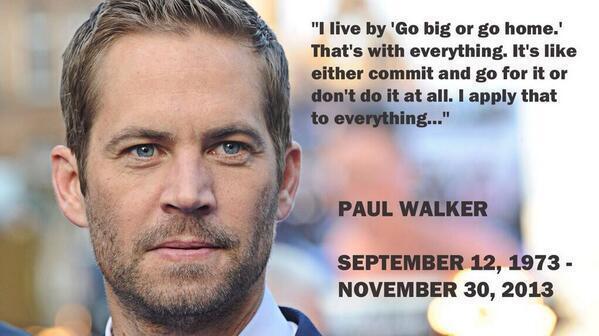 "I live by 'Go big or go home.'
That's with everything. It's like
either commit and go for it or
don't do it at all. I apply that
to everything..."
PAUL WALKER
SEPTEMBER 12, 1973 -
NOVEMBER 30, 2013